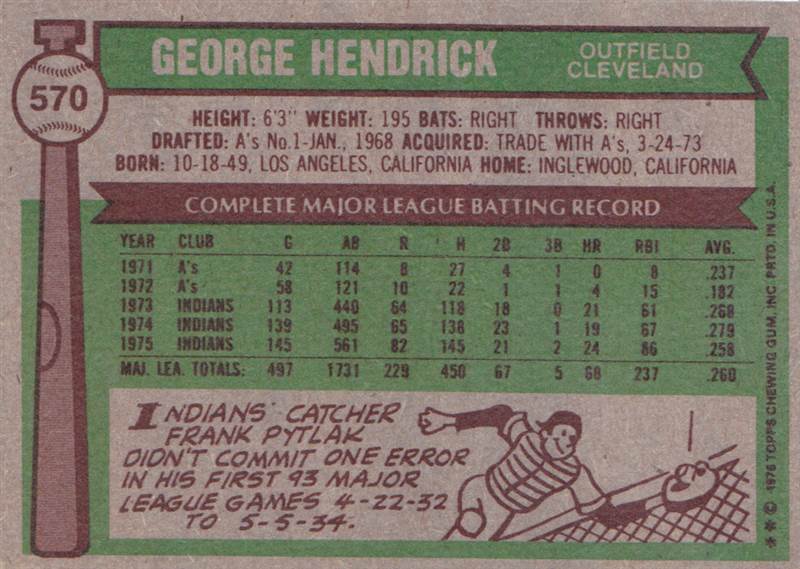 570
GEORGE HENDRICK
OUTFIELD
CLEVELAND
HEIGHT: 6'3" WEIGHT: 195 BATS: RIGHT THROWS: RIGHT
DRAFTED: A's No.1-JAN., 1968 ACQUIRED: TRADE WITH A's, 3-24-73
BORN: 10-18-49, LOS ANGELES, CALIFORNIA HOME: INGLEWOOD, CALIFORNIA
COMPLETE MAJOR LEAGUE BATTING RECORD
YEAR CLUB G AB R H 2B 3B HR RBI AVG.
1971 A's 42 114 8 27 4 1 0 8 .237
1972 A's 58 121 10 22 1 1 4 15 .182
1973 INDIANS 113 440 64 118 18 0 21 61 .268
1974 INDIANS 139 495 65 138 23 1 19 67 .279
1975 INDIANS 145 561 82 145 21 2 24 86 .258
MAJ. LEA. TOTALS: 497 1731 229 450 67 5 68 237 .260
INDIANS CATCHER
FRANK PYTLAK
DIDN'T COMMIT ONE ERROR
IN HIS FIRST 93 MAJOR
LEAGUE GAMES 4-22-32
TO 5-5-34.
** © 1976 TOPPS CHEWING GUM, INC. PRTD. IN U.S.A.